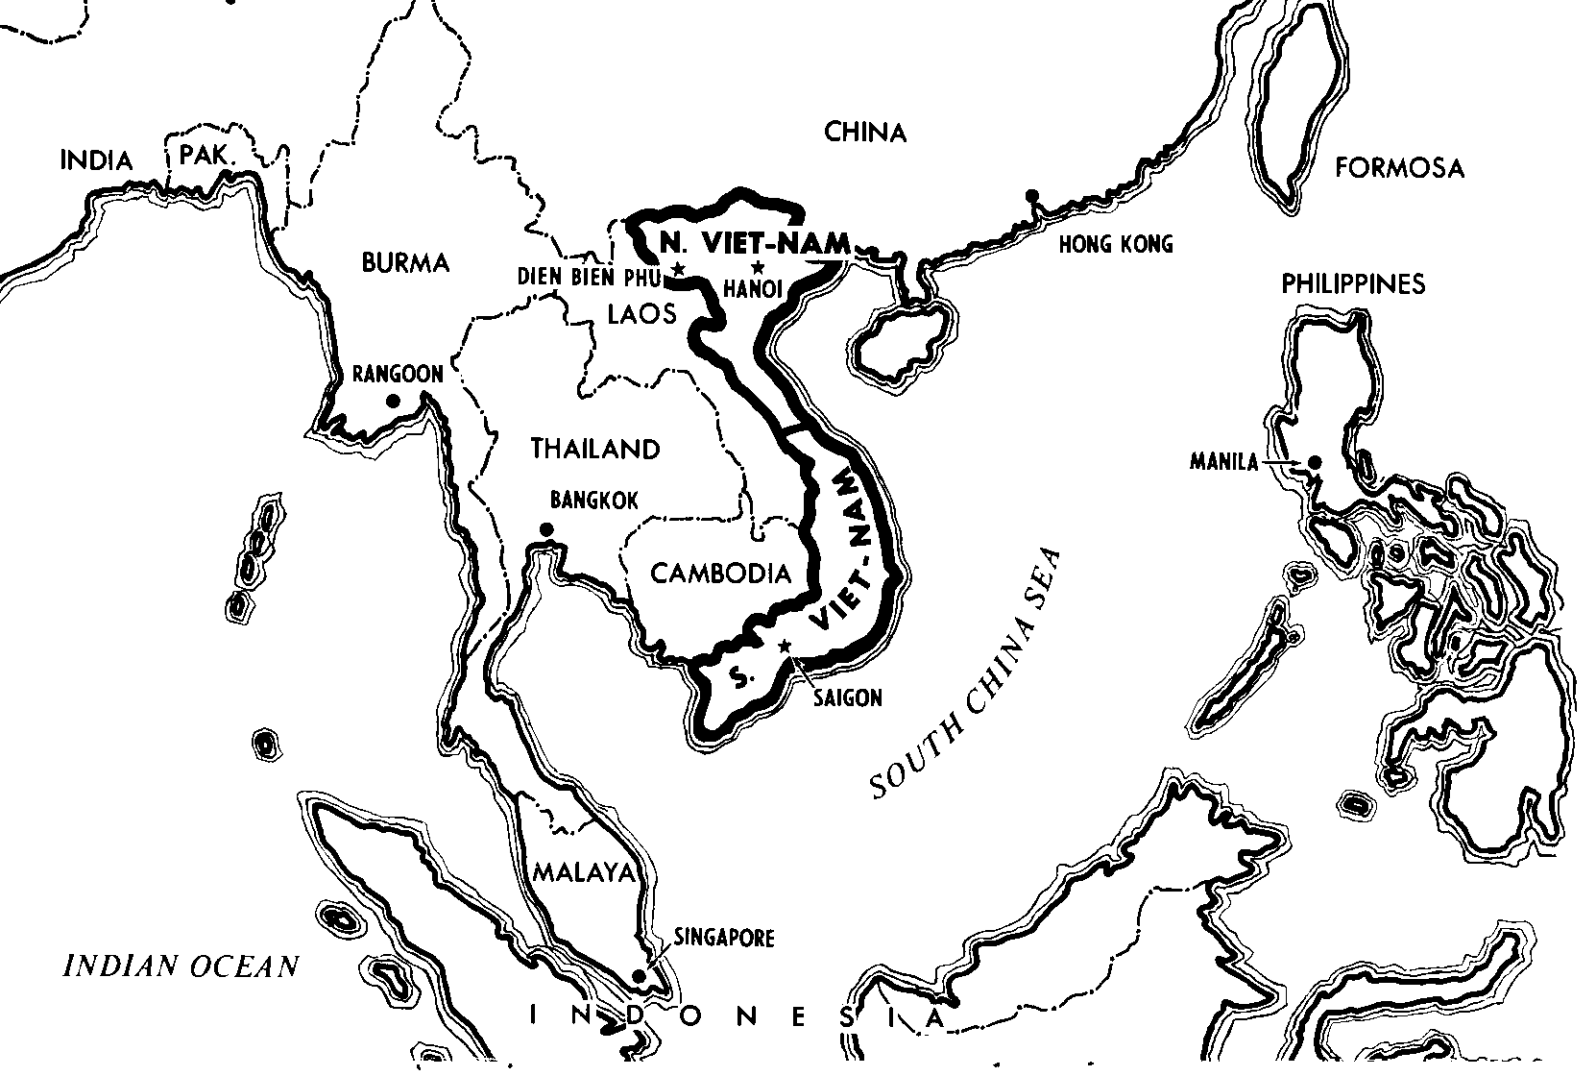 CHINA
INDIA
PAK.
FORMOSA
N. VIET-NAM
HONG KONG
BURMA
DIEN BIEN PHU
HANOI
PHILIPPINES
LAOS
RANGOON
THAILAND
MANILA
BANGKOK
CAMBODIA
S. VIET-NAM
SAIGON
SOUTH CHINA SEA
MALAYA
SINGAPORE
INDIAN OCEAN
INDONESIA